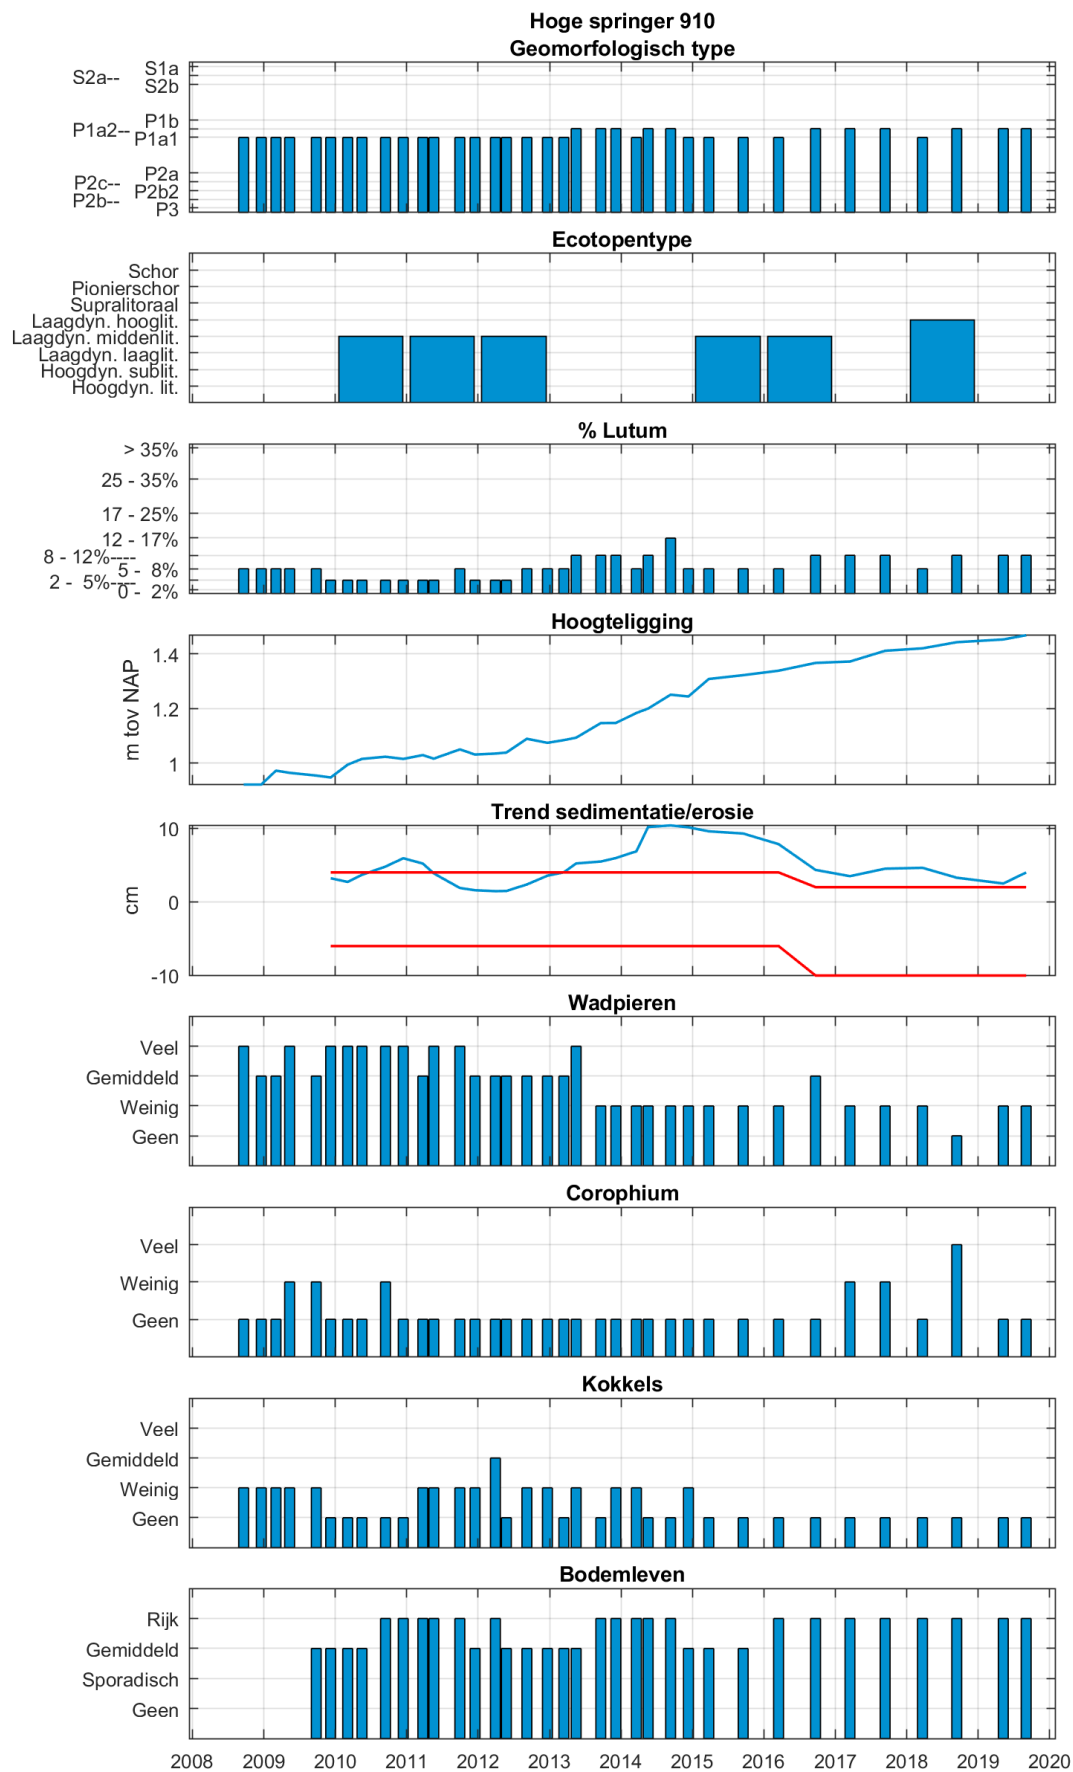 Hoge springer 910
Geomorfologisch type
S1a
S2a--
S2b
P1b
P1a2--
P1a1
P2a
P2c--
P2b2
P2b--
P3
Ecotopentype
Schor
Pionierschor
Supralitoraal
Laagdyn. hooglit.
Laagdyn. middenlit.
Laagdyn. laaglit.
Hoogdyn. sublit.
Hoogdyn. lit.
% Lutum
> 35%
25 - 35%
17 - 25%
12 - 17%
8 - 12%----
5 - 8%
2 - 5%----
0 - 2%
Hoogteligging
m tov NAP
1.4
1.2
1
Trend sedimentatie/erosie
cm
10
0
-10
Wadpieren
Veel
Gemiddeld
Weinig
Geen
Corophium
Veel
Weinig
Geen
Kokkels
Veel
Gemiddeld
Weinig
Geen
Bodemleven
Rijk
Gemiddeld
Sporadisch
Geen
2008 2009 2010 2011 2012 2013 2014 2015 2016 2017 2018 2019 2020